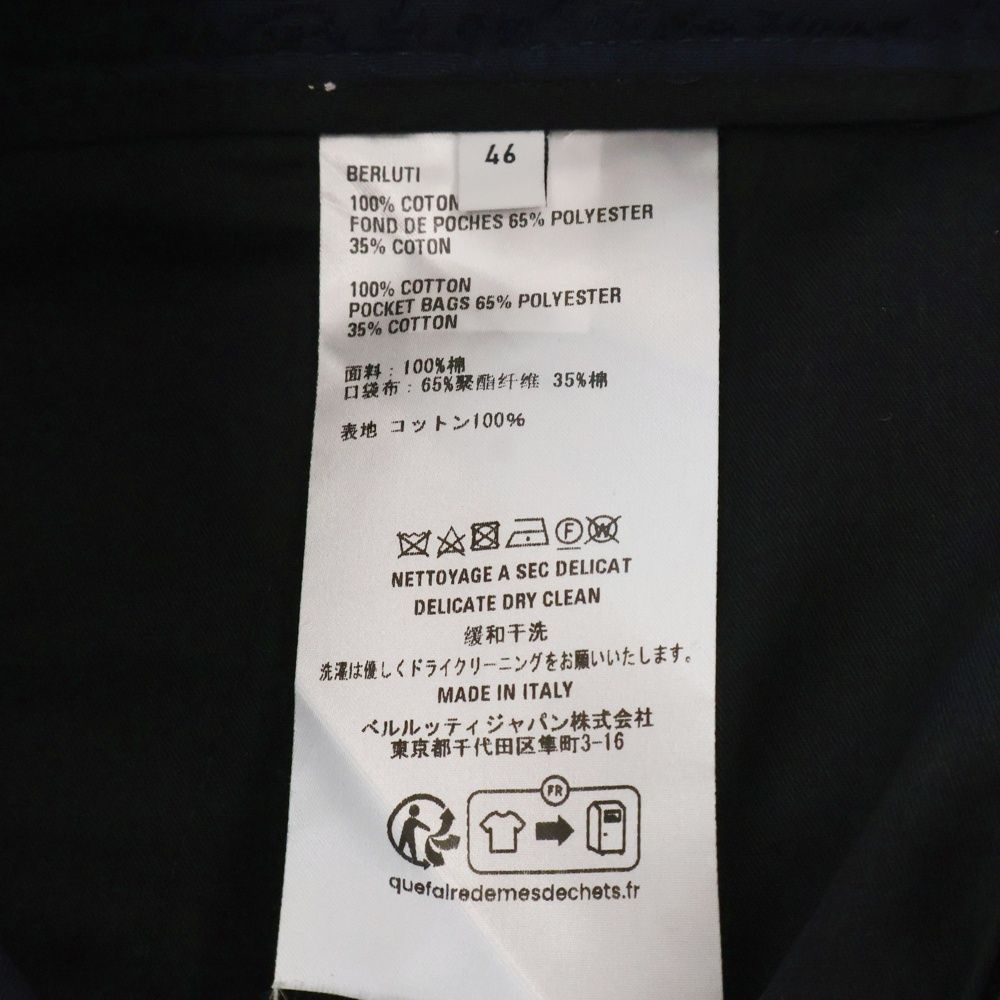 46
BERLUTI
100% COTON
FOND DE POCHES 65% POLYESTER
35% COTON
100% COTTON
POCKET BAGS 65% POLYESTER
35% COTTON
面料：100%棉
口袋布：65%聚酯纤维 35%棉
表地 コットン100%
F W
NETTOYAGE A SEC DELICAT
DELICATE DRY CLEAN
缓和干洗
洗濯は優しくドライクリーニングをお願いいたします。
MADE IN ITALY
ベルルッティジャパン株式会社
東京都千代田区隼町3-16
FR
quefairedemesdechets.fr